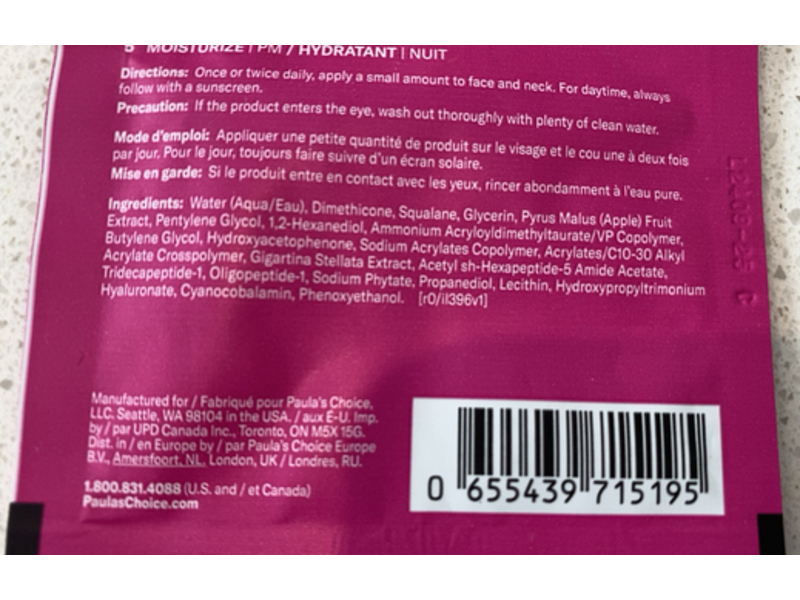 5 MOISTURIZE | PM / HYDRATANT | NUIT
Directions: Once or twice daily, apply a small amount to face and neck. For daytime, always
follow with a sunscreen.
Precaution: If the product enters the eye, wash out thoroughly with plenty of clean water.
Mode d'emploi: Appliquer une petite quantité de produit sur le visage et le cou une à deux fois
par jour. Pour le jour, toujours faire suivre d'un écran solaire.
Mise en garde: Si le produit entre en contact avec les yeux, rincer abondamment à l'eau pure.
Ingredients: Water (Aqua/Eau), Dimethicone, Squalane, Glycerin, Pyrus Malus (Apple) Fruit
Extract, Pentylene Glycol, 1,2-Hexanediol, Ammonium Acryloyldimethyltaurate/VP Copolymer,
Butylene Glycol, Hydroxyacetophenone, Sodium Acrylates Copolymer, Acrylates/C10-30 Alkyl
Acrylate Crosspolymer, Gigartina Stellata Extract, Acetyl sh-Hexapeptide-5 Amide Acetate,
Tridecapeptide-1, Oligopeptide-1, Sodium Phytate, Propanediol, Lecithin, Hydroxypropyltrimonium
Hyaluronate, Cyanocobalamin, Phenoxyethanol. [r0/il396v1]
Manufactured for / Fabriqué pour Paula's Choice,
LLC. Seattle, WA 98104 in the USA. / aux É-U. Imp.
by / par UPD Canada Inc., Toronto, ON M5X 1S G.
Dist. in / en Europe by / par Paula's Choice Europe
B.V., Amersfoort, NL. London, UK / Londres, RU.
1.800.831.4088 (U.S. and / et Canada)
PaulasChoice.com
0 655439 715195